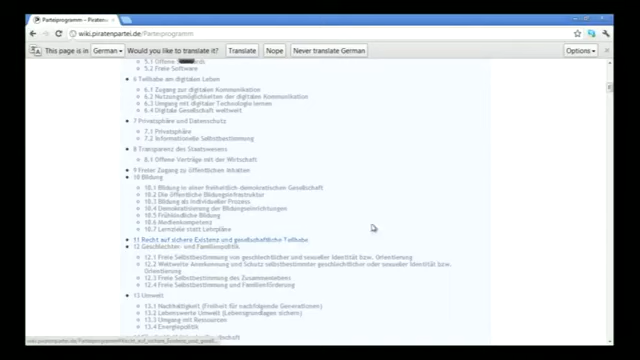 Parteiprogramm – Piraten
wiki.piratenpartei.de/Parteiprogramm
This page is in German Would you like to translate it? Translate Nope Never translate German Options
5.1 Offene
5.2 Freie Software
6 Teilhabe am digitalen Leben
6.1 Zugang zur digitalen Kommunikation
6.2 Nutzungsmöglichkeiten der digitalen Kommunikation
6.3 Umgang mit digitaler Technologie lernen
6.4 Digitale Gesellschaft weltweit
7 Privatsphäre und Datenschutz
7.1 Privatsphäre
7.2 Informationelle Selbstbestimmung
8 Transparenz des Staatswesens
8.1 Offene Verträge mit der Wirtschaft
9 Freier Zugang zu öffentlichen Inhalten
10 Bildung
10.1 Bildung in einer freiheitlich-demokratischen Gesellschaft
10.2 Die öffentliche Bildungsinfrastruktur
10.3 Bildung als individueller Prozess
10.4 Demokratisierung der Bildungseinrichtungen
10.5 Frühkindliche Bildung
10.6 Medienkompetenz
10.7 Lernziele statt Lehrpläne
11 Recht auf sichere Existenz und gesellschaftliche Teilhabe
12 Geschlechter- und Familienpolitik
12.1 Freie Selbstbestimmung von geschlechtlicher und sexueller Identität bzw. Orientierung
12.2 Weltweite Anerkennung und Schutz selbstbestimmter geschlechtlicher oder sexueller Identität bzw.
Orientierung
12.3 Freie Selbstbestimmung des Zusammenlebens
12.4 Freie Selbstbestimmung und Familienförderung
13 Umwelt
13.1 Nachhaltigkeit (Freiheit für nachfolgende Generationen)
13.2 Lebenswerte Umwelt (Lebensgrundlagen sichern)
13.3 Umgang mit Ressourcen
13.4 Energiepolitik